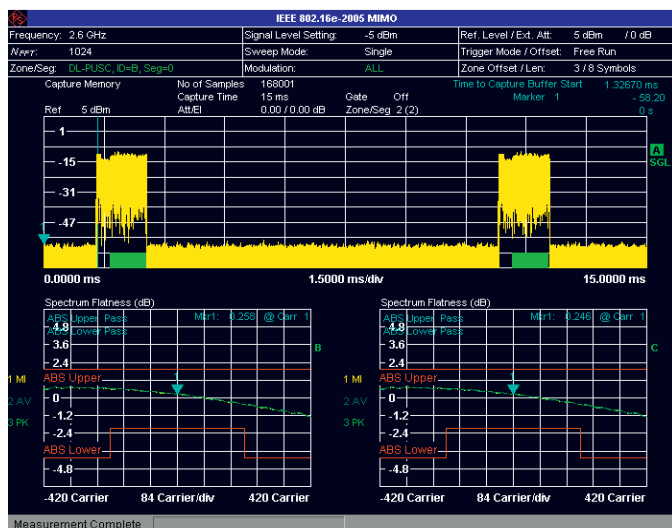 IEEE 802.16e-2005 MIMO
Frequency: 2.6 GHz Signal Level Setting: -5 dBm Ref. Level / Ext. Att: 5 dBm / 0 dB
NFFT: 1024 Sweep Mode: Single Trigger Mode / Offset: Free Run
Zone/Seg: DL-PUSC, ID=B, Seg=0 Modulation: ALL Zone Offset / Len: 3 / 8 Symbols
Capture Memory No of Samples 168001 Time to Capture Buffer Start 1.32670 ms
Capture Time 15 ms Gate Off Marker 1 - 58.20
Ref 5 dBm Att/El 0.00 / 0.00 dB Zone/Seg 2 (2) 0 s
1
A
-15
SGL
-31
-47
1
0.0000 ms 1.5000 ms/div 15.0000 ms
Spectrum Flatness (dB) Spectrum Flatness (dB)
ABS Upper Pass Mkr1: 0.258 @ Carr 1 ABS Upper Pass Mkr1: 0.246 @ Carr 1
4.8 4.8
ABS Lower Pass ABS Lower Pass
3.6 B 3.6 C
2.4 2.4
1 MI ABS Upper 1 1 MI ABS Upper 1
2 AV 0 2 AV 0
3 PK -1.2 3 PK -1.2
-2.4 -2.4
ABS Lower ABS Lower
-4.8 -4.8
-420 Carrier 84 Carrier/div 420 Carrier -420 Carrier 84 Carrier/div 420 Carrier
Measurement Complete